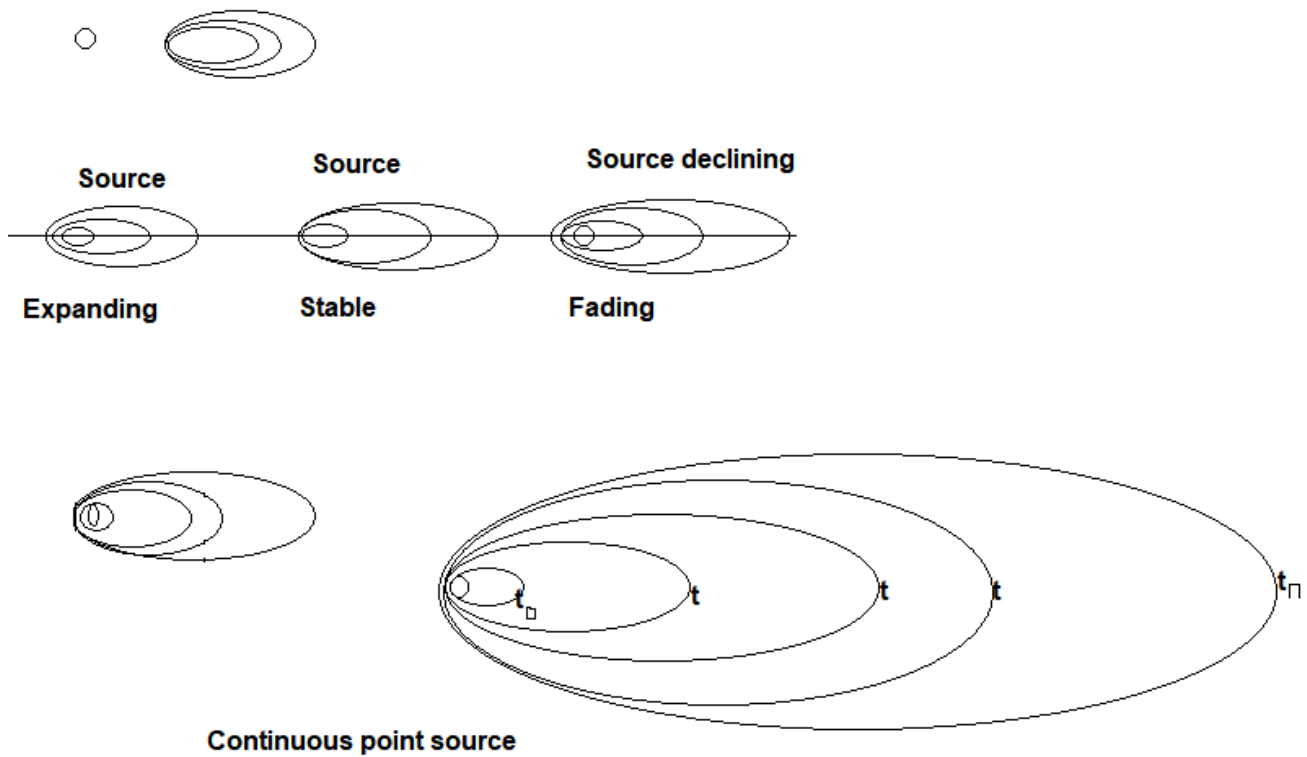 Source
Source
Source declining
Expanding
Stable
Fading
t
t
t
t
t
Continuous point source